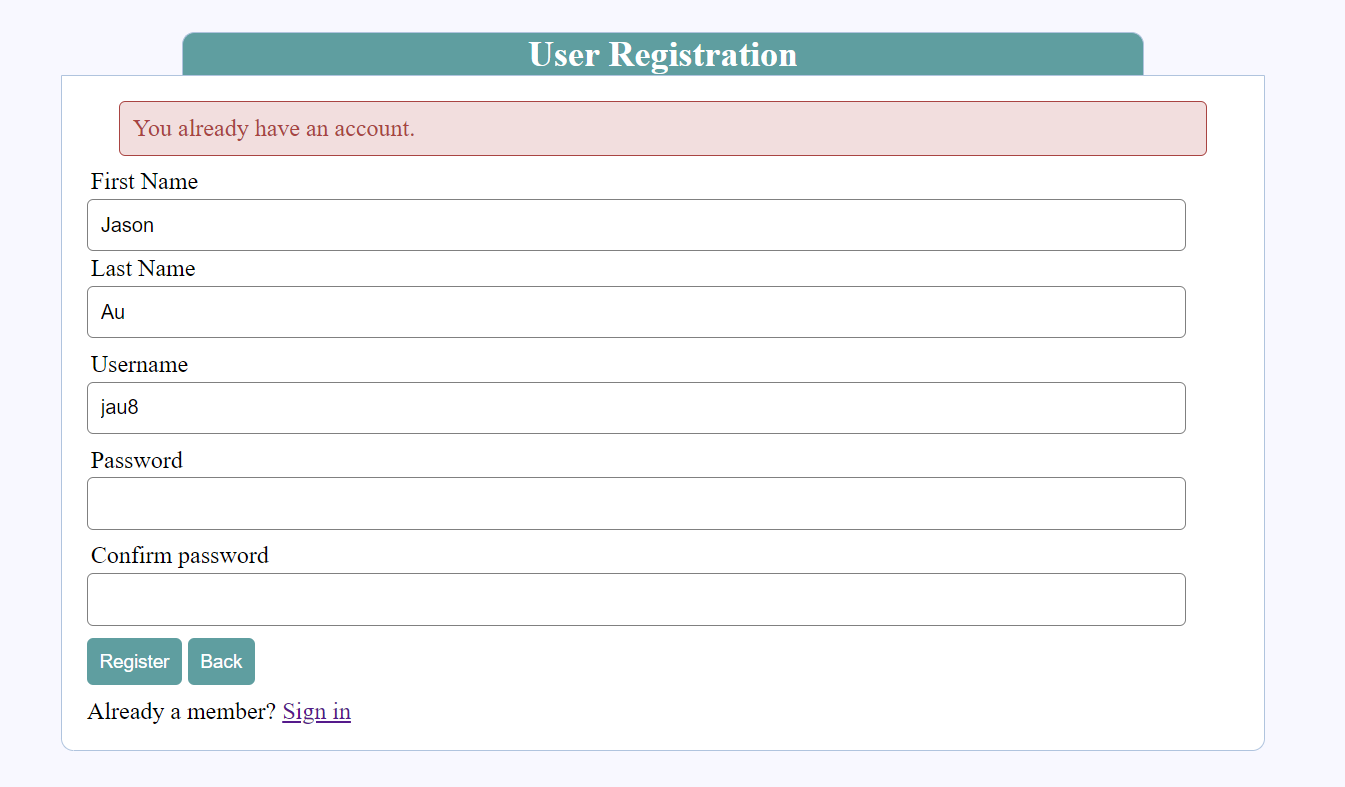 User Registration
You already have an account.
First Name
Jason
Last Name
Au
Username
jau8
Password
Confirm password
Register Back
Already a member? Sign in